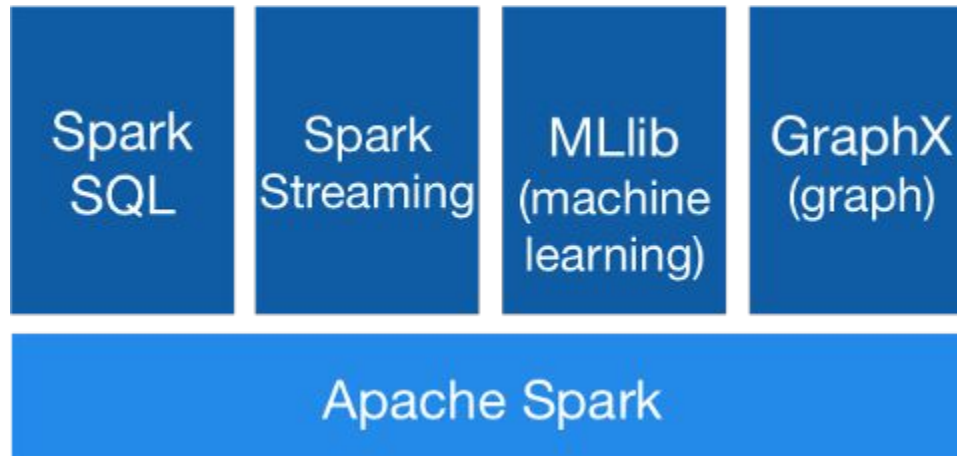 Spark
SQL
Spark
Streaming
MLlib
(machine
learning)
GraphX
(graph)
Apache Spark